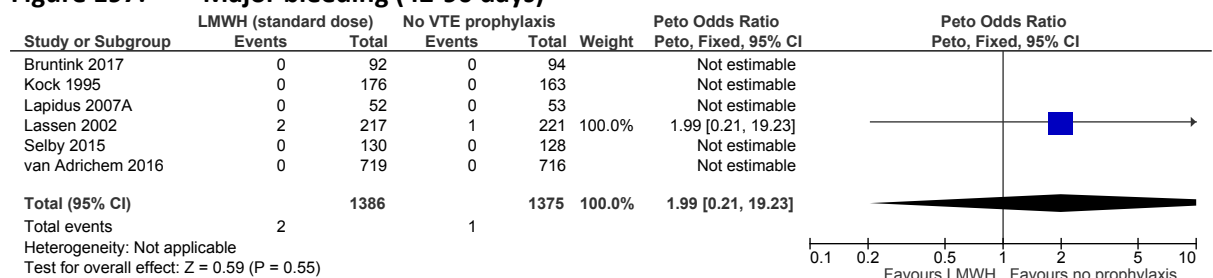 LMWH (standard dose) No VTE prophylaxis Peto Odds Ratio Peto Odds Ratio
Study or Subgroup Events Total Events Total Weight Peto, Fixed, 95% CI Peto, Fixed, 95% CI
Bruntink 2017 0 92 0 94 Not estimable
Kock 1995 0 176 0 163 Not estimable
Lapidus 2007A 0 52 0 53 Not estimable
Lassen 2002 2 217 1 221 100.0% 1.99 [0.21, 19.23]
Selby 2015 0 130 0 128 Not estimable
van Adrichem 2016 0 719 0 716 Not estimable
Total (95% CI) 1386 1375 100.0% 1.99 [0.21, 19.23]
Total events 2 1
Heterogeneity: Not applicable
Test for overall effect: Z = 0.59 (P = 0.55)
0.1 0.2 0.5 1 2 5 10
Favours LMWH Favours no prophylaxis